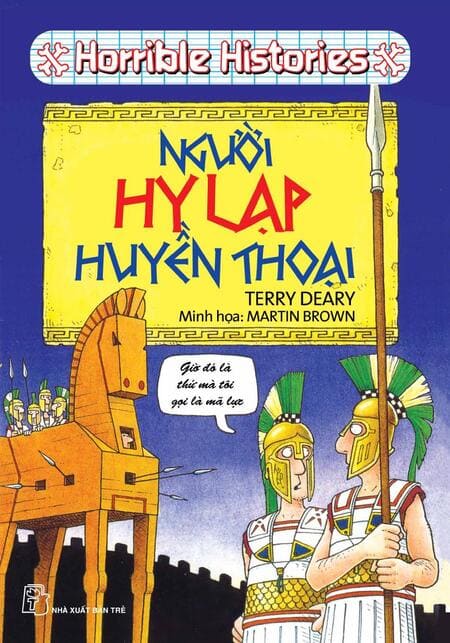 Horrible Histories
NGƯỜI
HY LẠP
HUYỀN THOẠI
TERRY DEARY
Minh họa: MARTIN BROWN
Giờ đó là
thứ mà tôi
gọi là mã lực
NHÀ XUẤT BẢN TRẺ